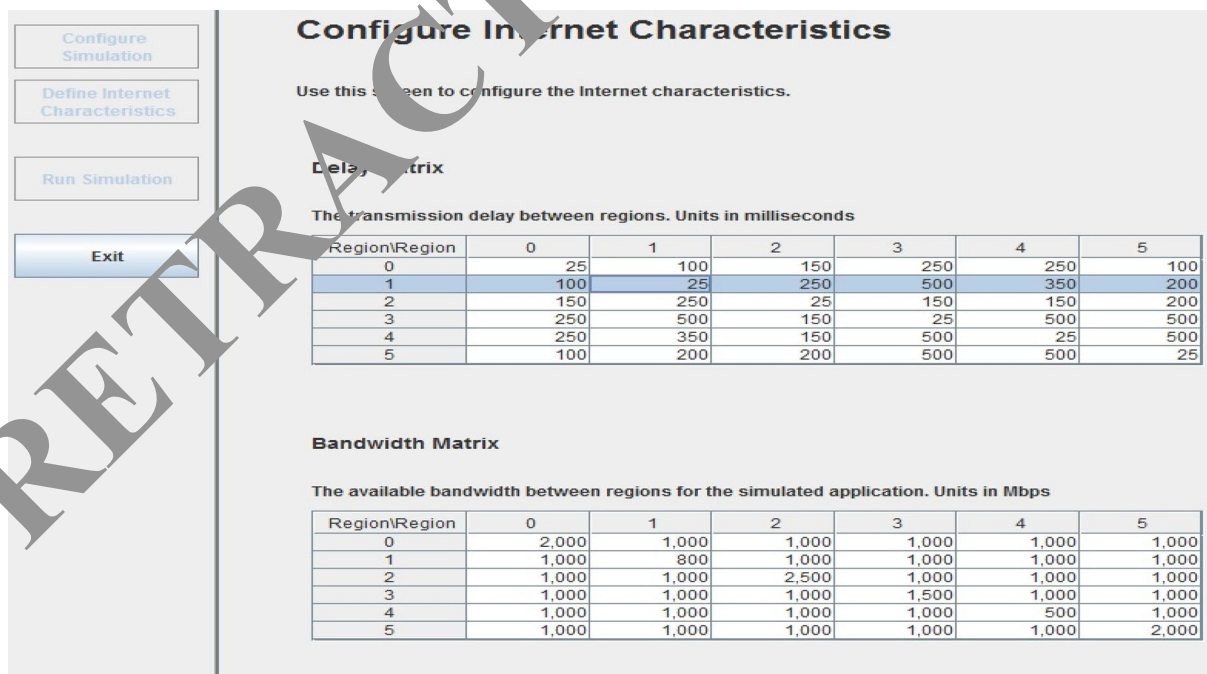 Configure
Simulation
Define Internet
Characteristics
Run Simulation
Exit
Configure Internet Characteristics
Use this screen to configure the Internet characteristics.
Delay Matrix
The transmission delay between regions. Units in milliseconds
Region\Region 0 1 2 3 4 5
0 25 100 150 250 250 100
1 100 25 250 500 350 200
2 150 250 25 150 150 200
3 250 500 150 25 500 500
4 250 350 150 500 25 500
5 100 200 200 500 500 25
Bandwidth Matrix
The available bandwidth between regions for the simulated application. Units in Mbps
Region\Region 0 1 2 3 4 5
0 2,000 1,000 1,000 1,000 1,000 1,000
1 1,000 800 1,000 1,000 1,000 1,000
2 1,000 1,000 2,500 1,000 1,000 1,000
3 1,000 1,000 1,000 1,500 1,000 1,000
4 1,000 1,000 1,000 1,000 500 1,000
5 1,000 1,000 1,000 1,000 1,000 2,000
RETRACT